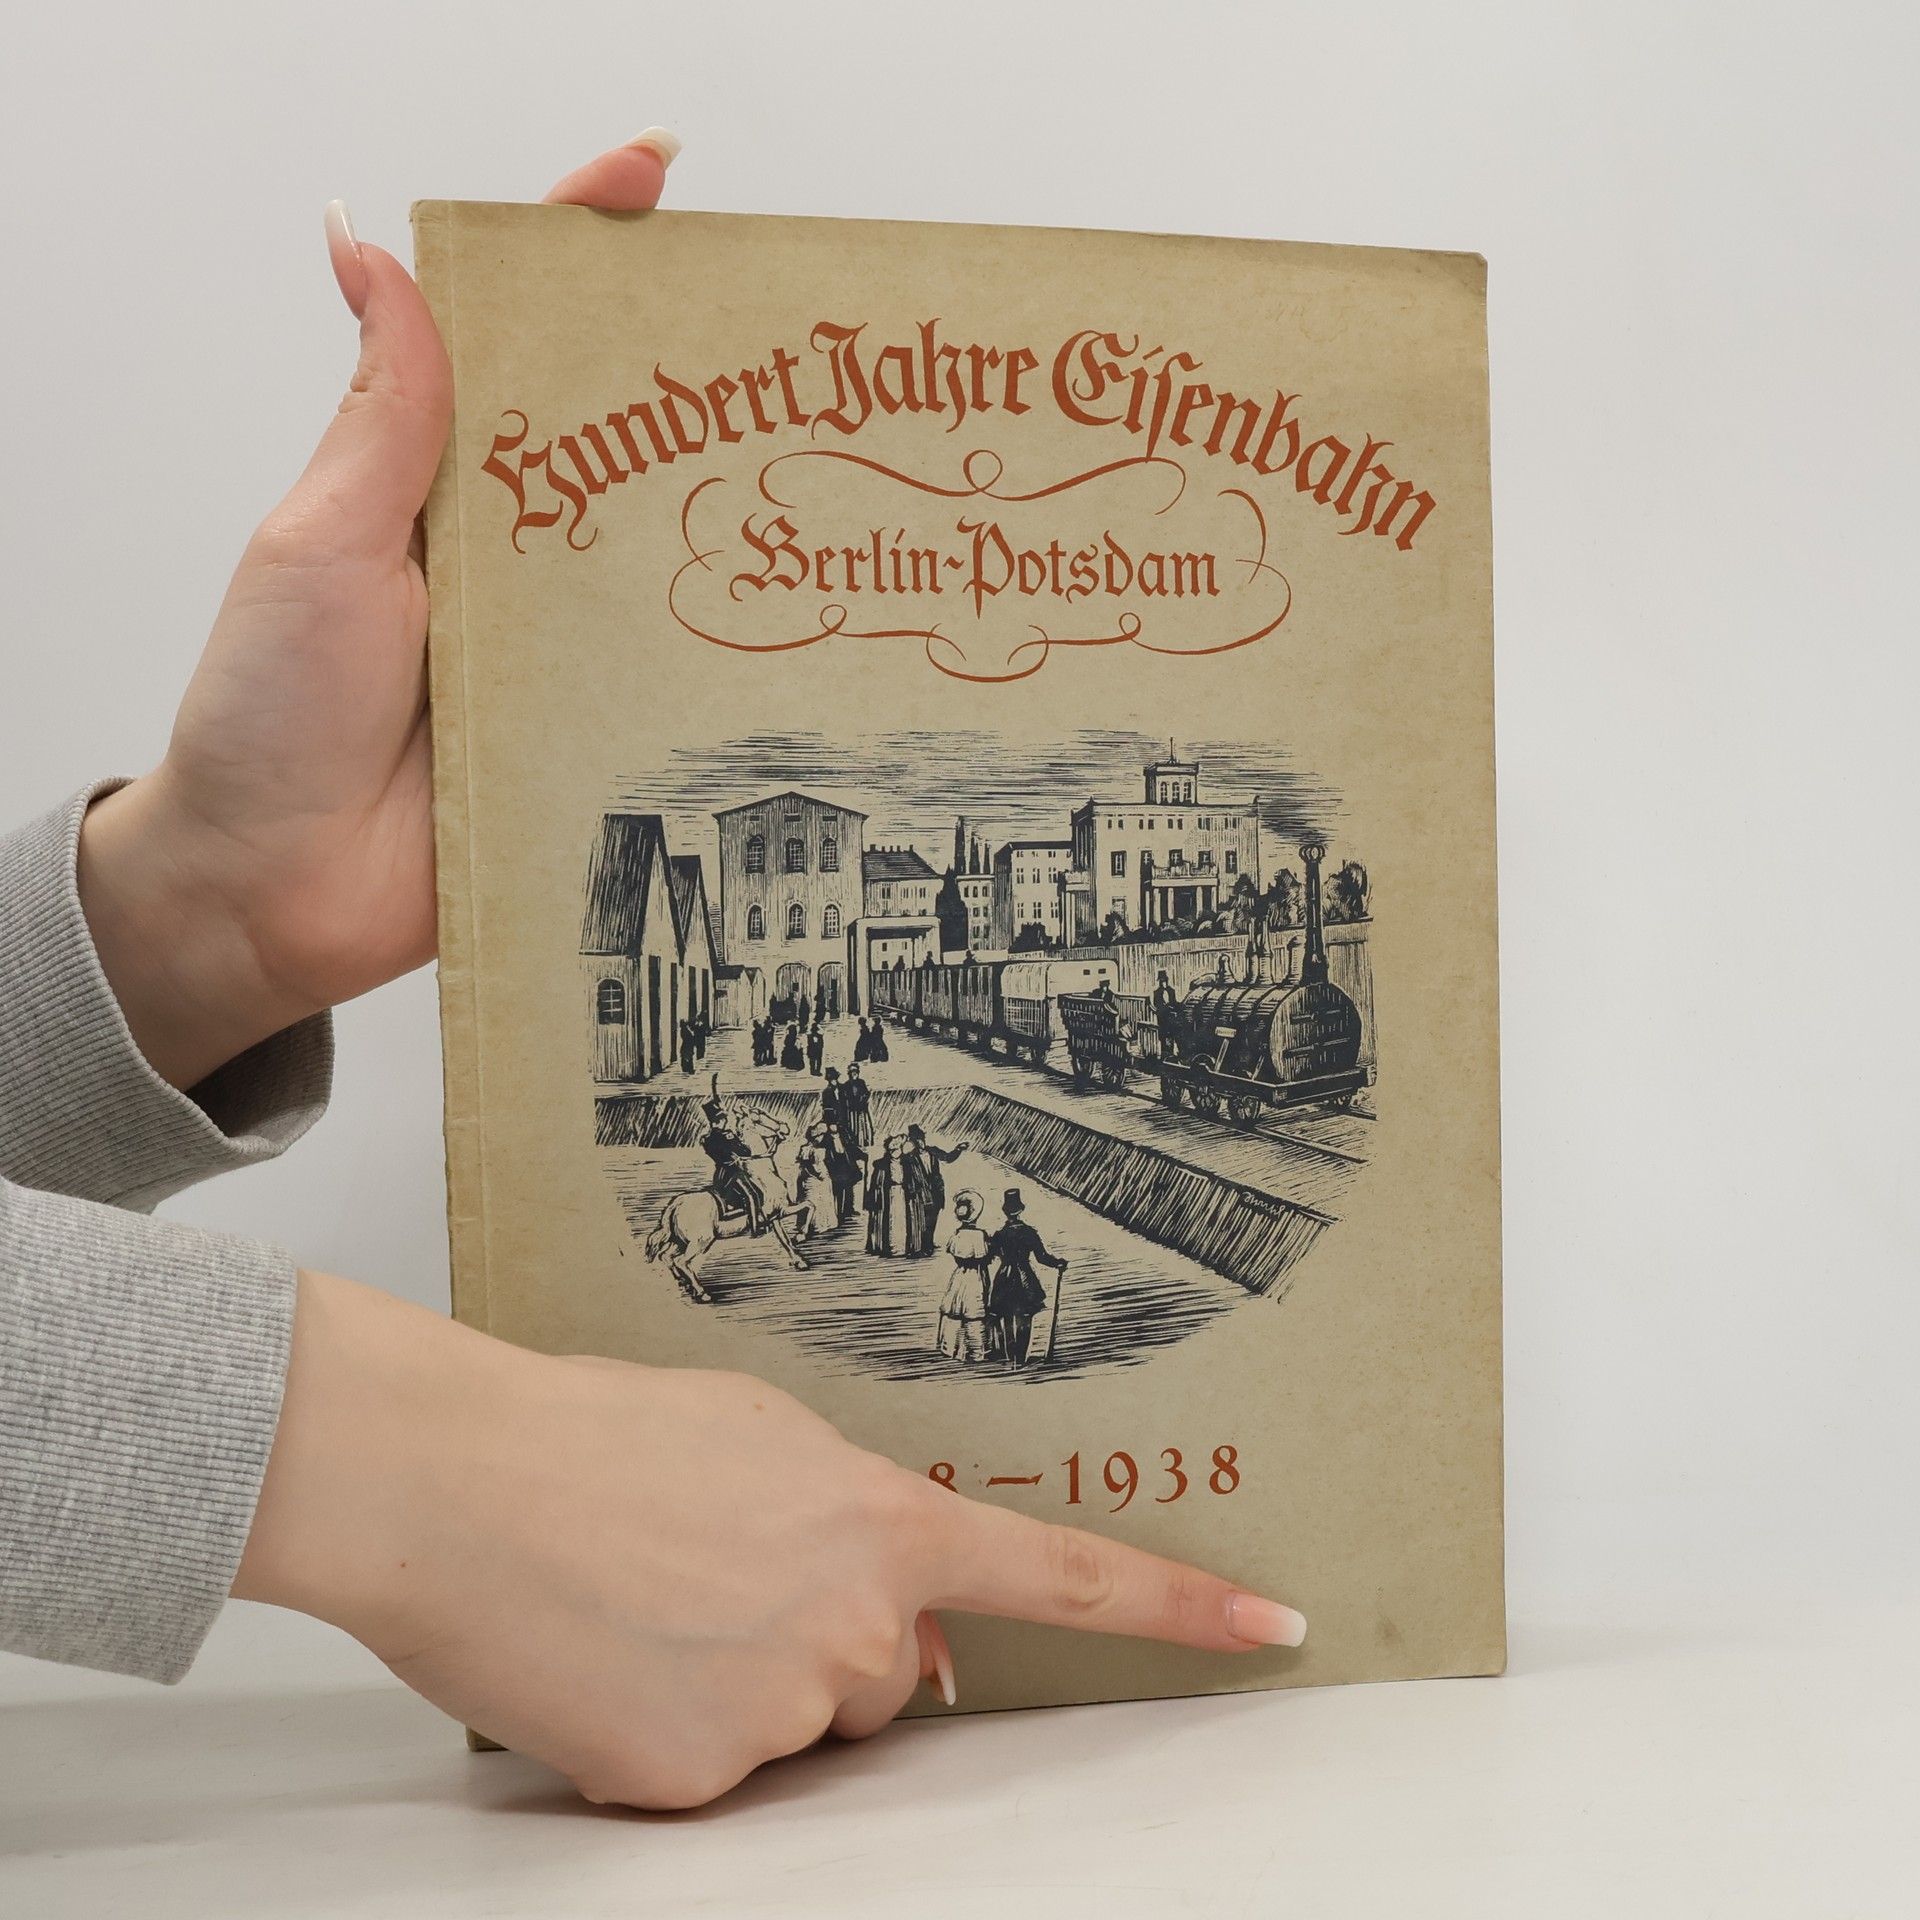 Hundert Jahre Eiſenbahn
Berlin-Potsdam
8—1938